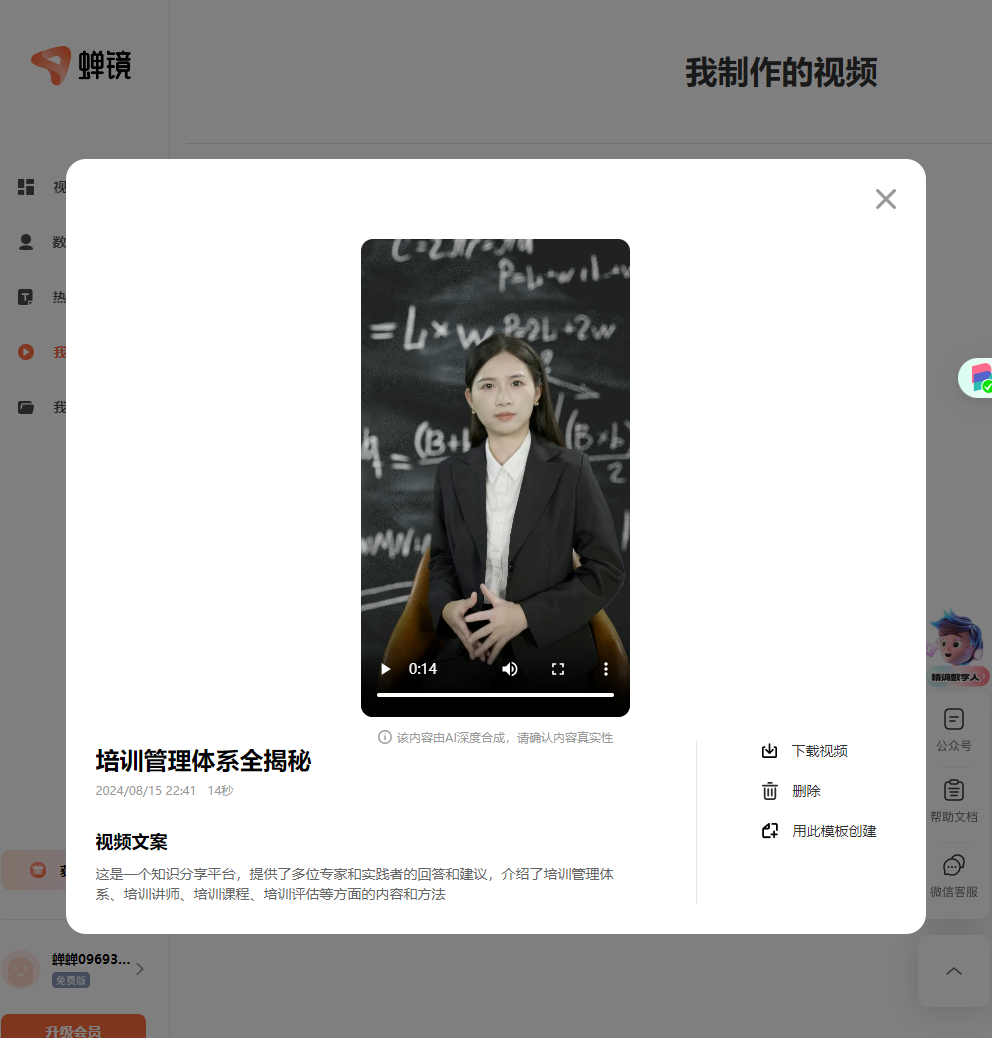 蝉镜
我制作的视频
视
数
热
我
我
C=2πr=πd
=L×w
P=2L+2w
0:14
该内容由AI深度合成，请确认内容真实性
培训管理体系全揭秘
2024/08/15 22:41 14秒
视频文案
这是一个知识分享平台，提供了多位专家和实践者的回答和建议，介绍了培训管理体
系、培训讲师、培训课程、培训评估等方面的内容和方法
下载视频
删除
用此模板创建
精调数字人
公众号
帮助文档
微信客服
蝉蝉09693...
免费版
升级会员